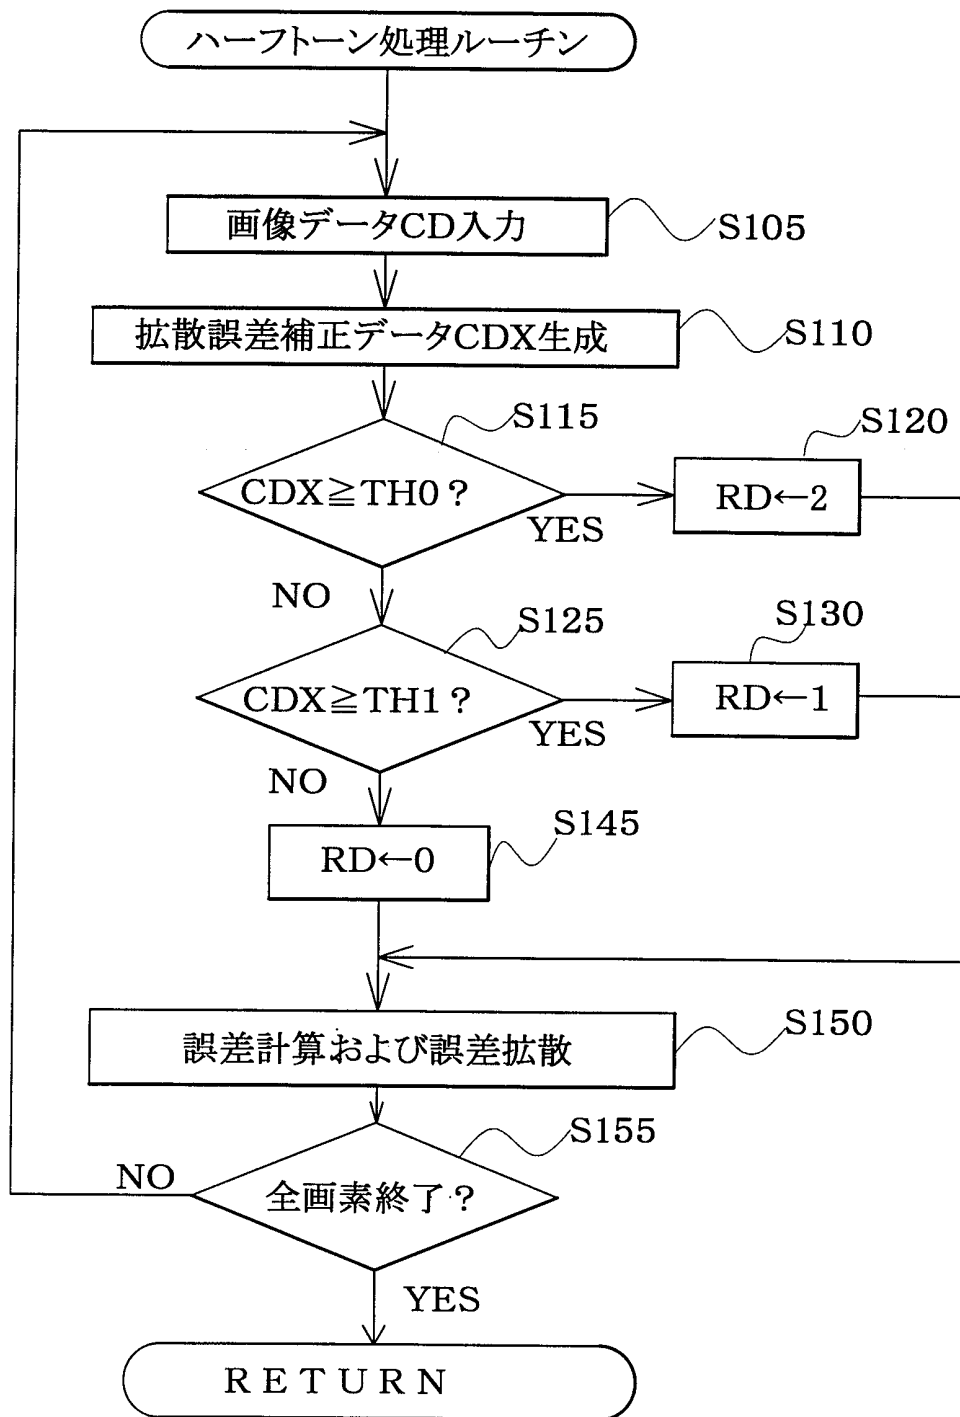 ハーフトーン処理ルーチン
画像データCD入力
S105
拡散誤差補正データCDX生成
S110
S115
CDX≧TH0?
YES
S120
RD←2
NO
S125
CDX≧TH1?
YES
S130
RD←1
NO
S145
RD←0
誤差計算および誤差拡散
S150
S155
全画素終了?
NO
YES
RETURN